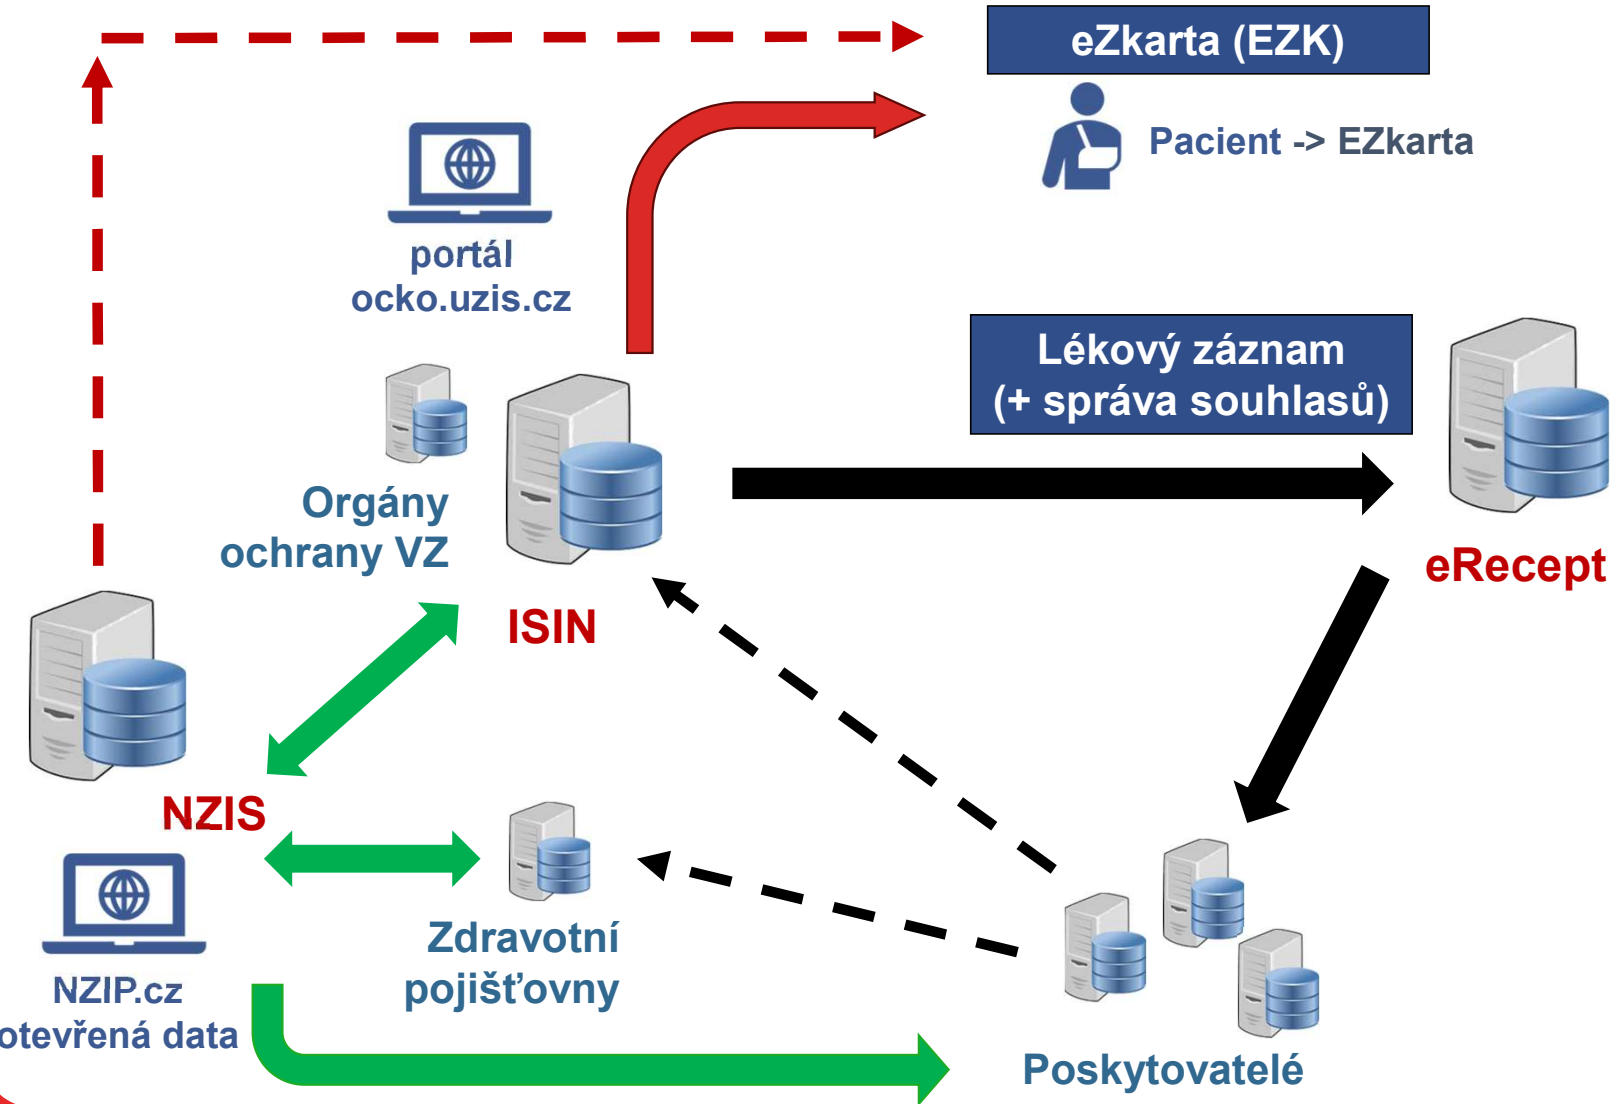 eZkarta (EZK)
Pacient -> EZkarta
portál
ocko.uzis.cz
Lékový záznam
(+ správa souhlasů)
Orgány
ochrany VZ
eRecept
ISIN
NZIS
Zdravotní
pojišťovny
NZIP.cz
otevřená data
Poskytovatelé